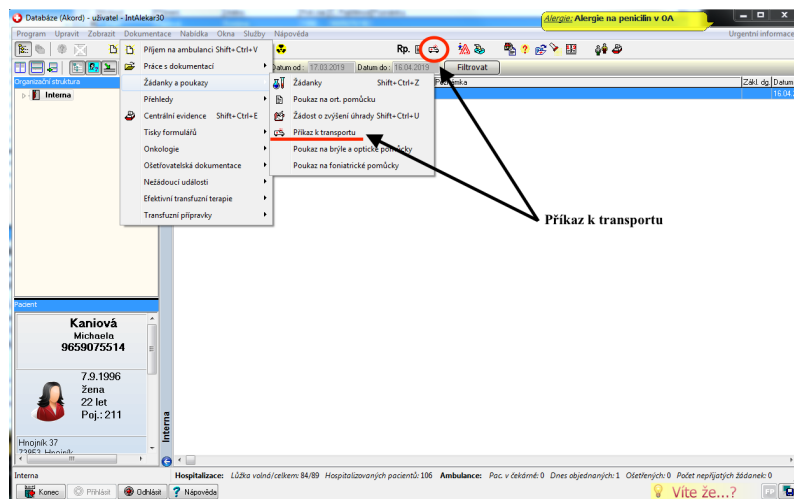 Databáze (Akord) - uživatel - IntAlekar30
Alergie: Alergie na penicilin v OA
Program Upravit Zobrazit Dokumentace Nabídka Okna Služby Nápověda
Urgentní informace
Příjem na ambulanci Shift+Ctrl+V
Rp.
Práce s dokumentací
Datum od: 17.03.2019 Datum do: 16.04.2019 Filtrovat
Organizační struktura
Žádanky a poukazy
Žádanky Shift+Ctrl+Z
Poznámka
Zákl. dg. Datum
Interna
Přehledy
Poukaz na ort. pomůcku
Centrální evidence Shift+Ctrl+E
Žádost o zvýšení úhrady Shift+Ctrl+U
Tisky formulářů
Příkaz k transportu
Onkologie
Poukaz na brýle a optické pomůcky
Ošetřovatelská dokumentace
Poukaz na foniatrické pomůcky
Nežádoucí události
Efektivní transfuzní terapie
Transfuzní přípravky
Příkaz k transportu
Pacient
Kaniová
Michaela
9659075514
7.9.1996
žena
22 let
Poj.: 211
Hnojník 37
73953 Hnojník
Interna
Interna
Hospitalizace: Lůžka volná/celkem: 84/89 Hospitalizovaných pacientů: 106 Ambulance: Pac. v čekárně: 0 Dnes objednaných: 1 Ošetřených: 0 Počet nepřijatých žádanek: 0
Konec Přihlásit Odhlásit Nápověda
Víte že...?